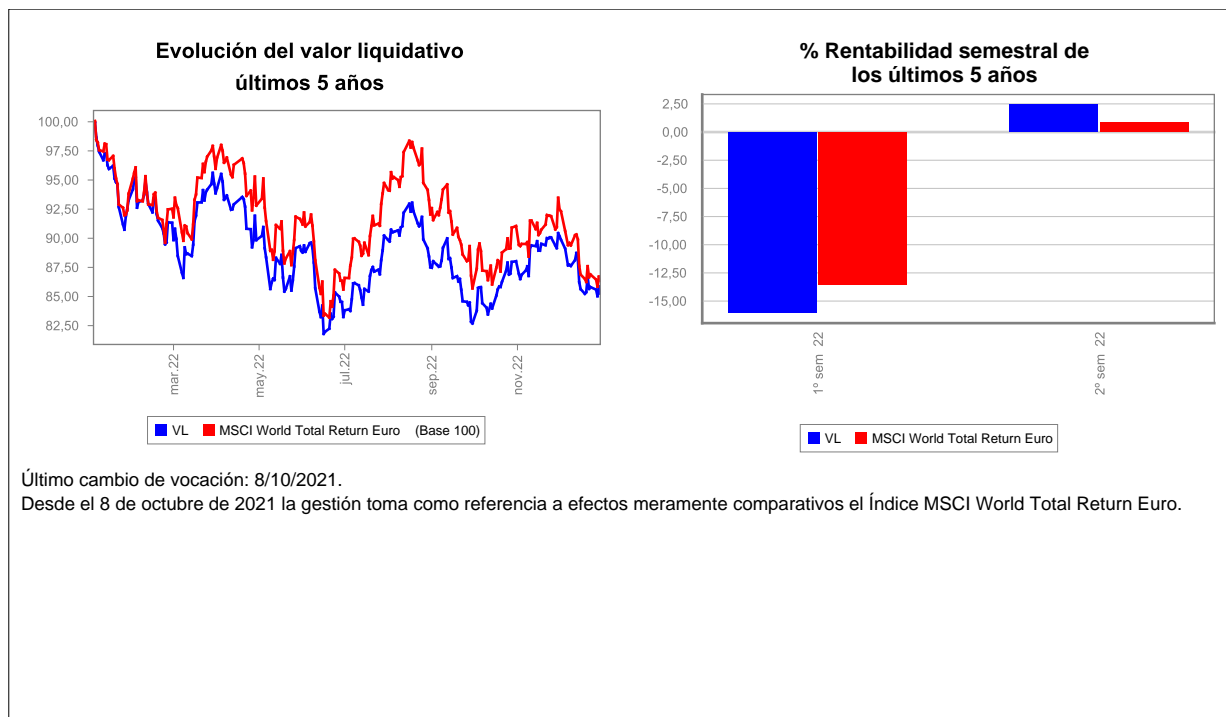 Evolución del valor liquidativo
últimos 5 años
100,00
97,50
95,00
92,50
90,00
87,50
85,00
82,50
mar.22
may.22
jul.22
sep.22
nov.22
VL MSCI World Total Return Euro (Base 100)
% Rentabilidad semestral de
los últimos 5 años
2,50
0,00
-2,50
-5,00
-7,50
-10,00
-12,50
-15,00
1º sem 22
2º sem 22
VL MSCI World Total Return Euro
Último cambio de vocación: 8/10/2021.
Desde el 8 de octubre de 2021 la gestión toma como referencia a efectos meramente comparativos el Índice MSCI World Total Return Euro.